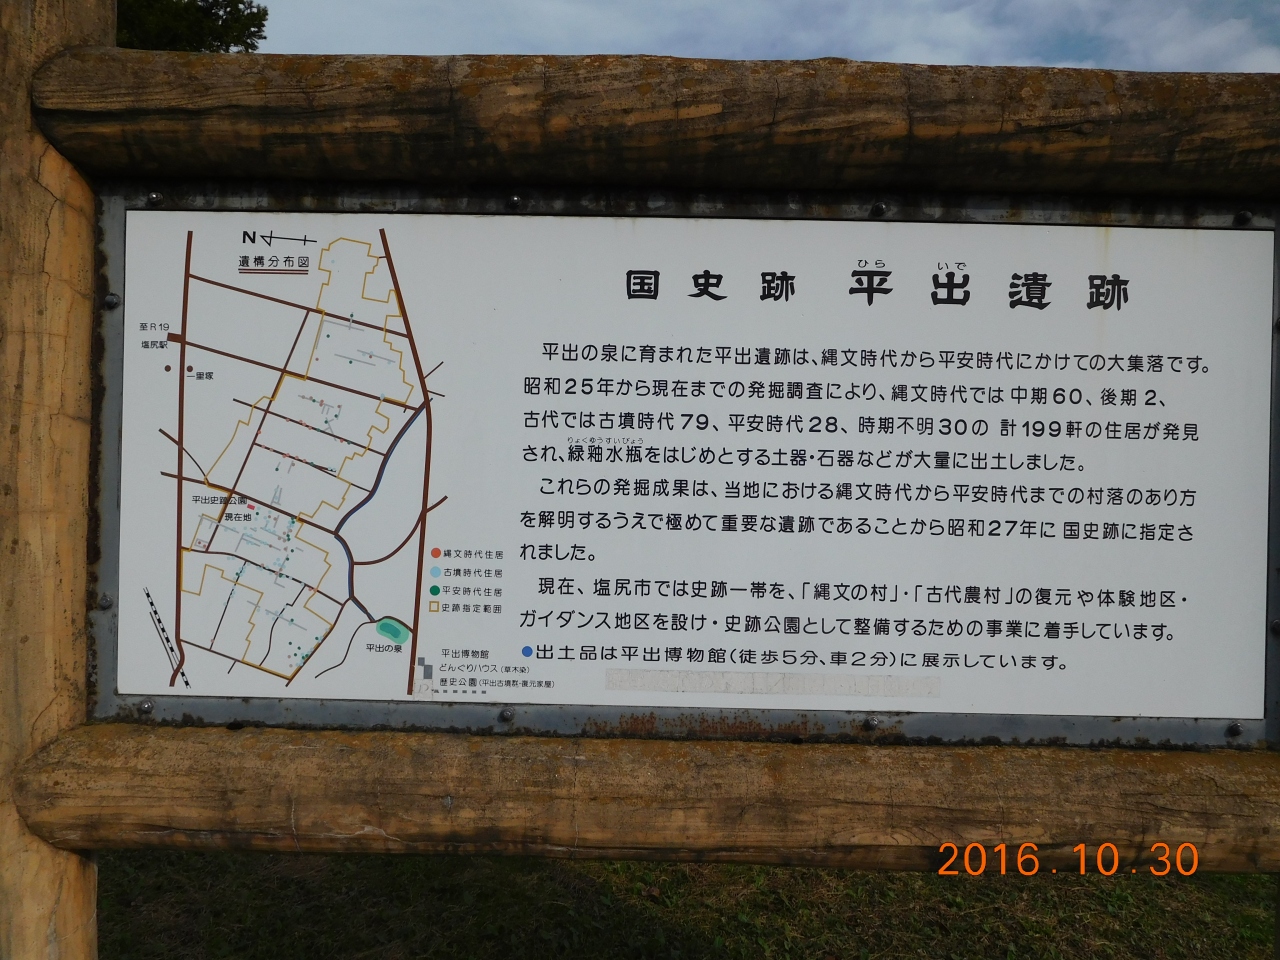 国史跡 平出遺跡
ひら いで
平出の泉に育まれた平出遺跡は、縄文時代から平安時代にかけての大集落です。
昭和25年から現在までの発掘調査により、縄文時代では中期60、後期2、
古代では古墳時代79、平安時代28、時期不明30の 計199軒の住居が発見
りょくゆうすいびょう
され、緑釉水瓶をはじめとする土器・石器などが大量に出土しました。
これらの発掘成果は、当地における縄文時代から平安時代までの村落のあり方
を解明するうえで極めて重要な遺跡であることから昭和27年に 国史跡に指定さ
れました。
現在、塩尻市では史跡一帯を、「縄文の村」・「古代農村」の復元や体験地区・
ガイダンス地区を設け・史跡公園として整備するための事業に着手しています。
●出土品は平出博物館(徒歩5分、車2分)に展示しています。
N
遺構分布図
至R19
塩尻駅
一里塚
平出史跡公園
現在地
縄文時代住居
古墳時代住居
平安時代住居
史跡指定範囲
平出の泉
平出博物館
どんぐりハウス(草木染)
歴史公園(平出古墳群・復元家屋)
2016.10.30